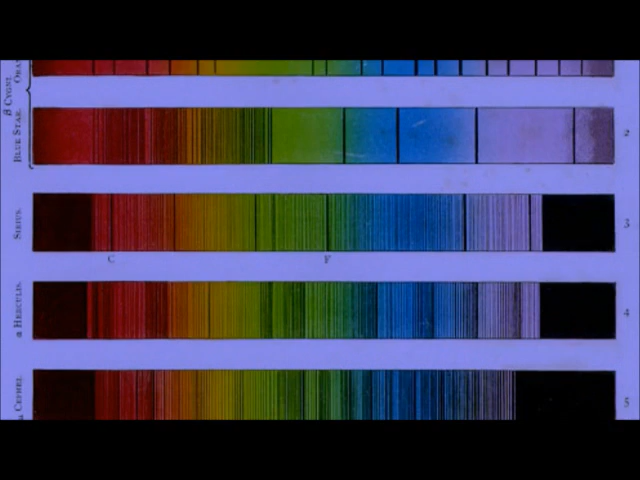 β CYGNI
BLUE STAR.
2
SIRIUS.
3
C F
α HERCULIS.
4
CEPHEI.
5